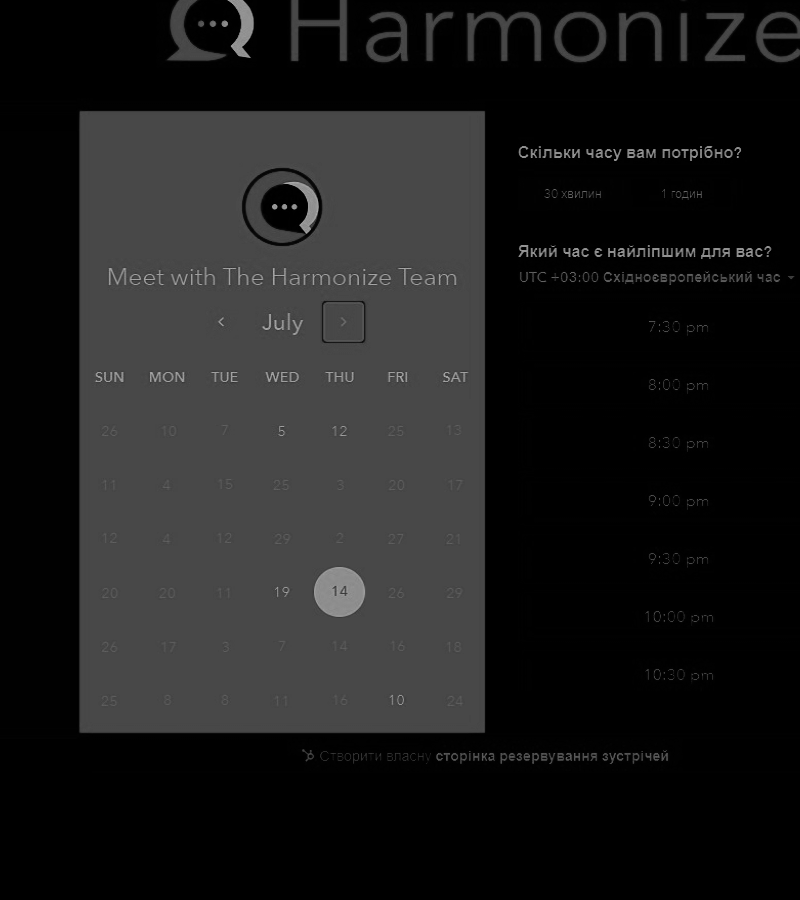 Harmonize
Meet with The Harmonize Team
July
SUN MON TUE WED THU FRI SAT
26 10 7 5 12 25 13
11 4 15 25 3 20 17
12 4 12 29 2 27 21
20 20 11 19 14 26 29
26 17 3 7 14 16 18
25 8 8 11 16 10 24
Скільки часу вам потрібно?
30 хвилин 1 годин
Який час є найліпшим для вас?
UTC +03:00 Східноєвропейський час
7:30 pm
8:00 pm
8:30 pm
9:00 pm
9:30 pm
10:00 pm
10:30 pm
Створити власну сторінка резервування зустрічей